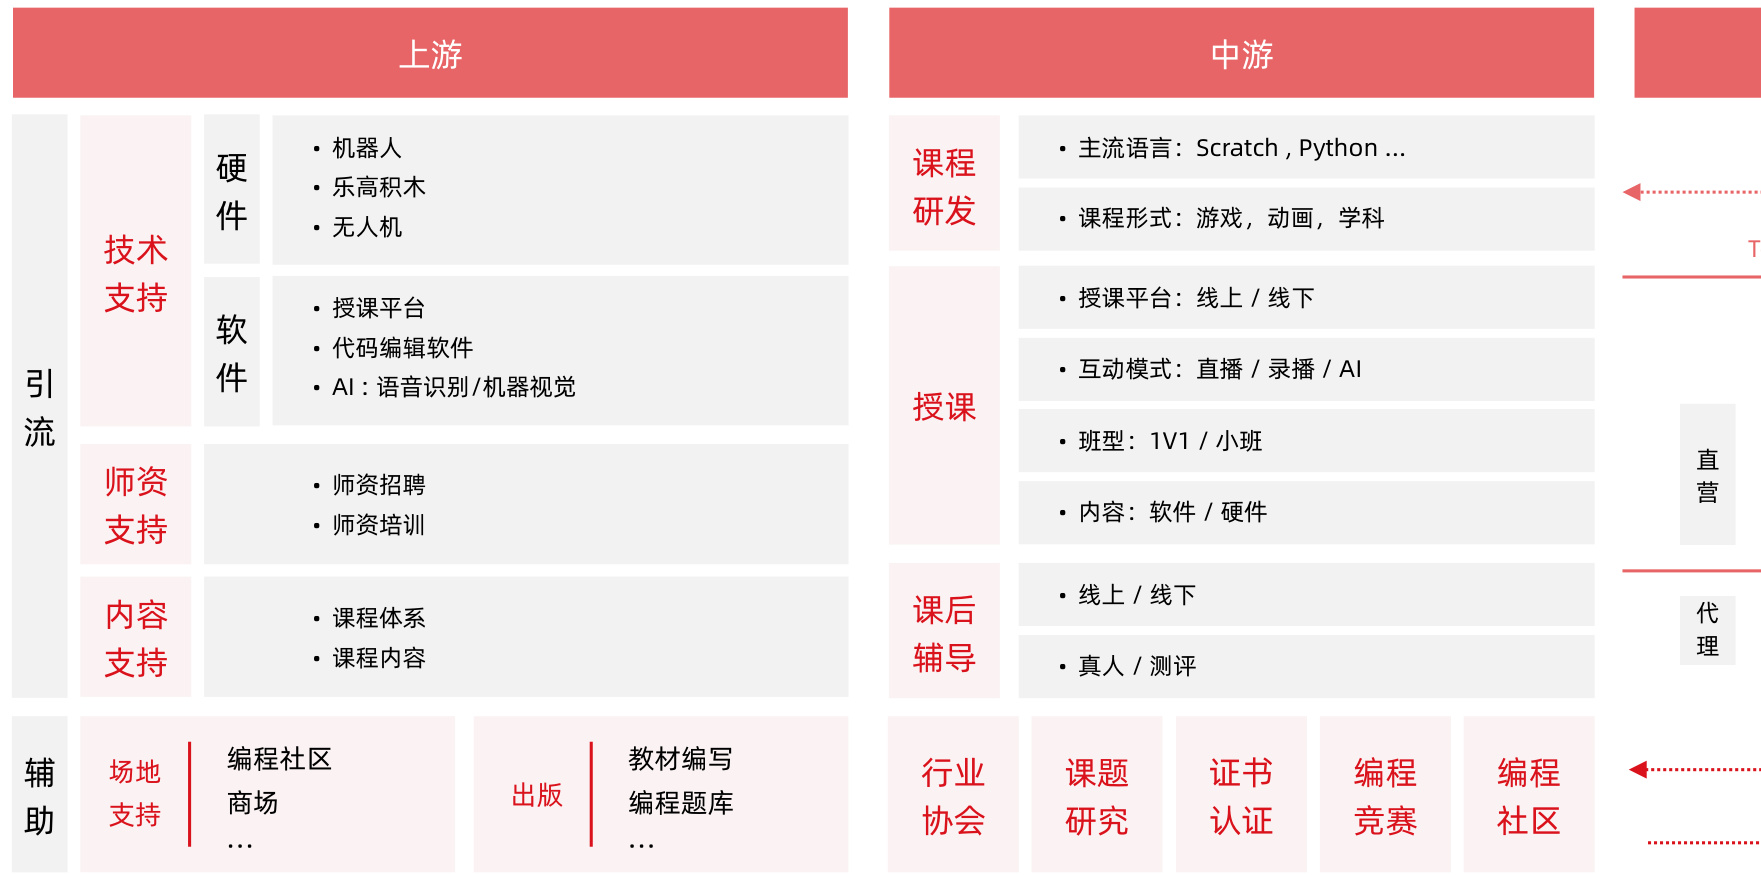 上游
引
流
技术
支持
硬
件
• 机器人
• 乐高积木
• 无人机
软
件
• 授课平台
• 代码编辑软件
• AI : 语音识别/机器视觉
师资
支持
• 师资招聘
• 师资培训
内容
支持
• 课程体系
• 课程内容
辅
助
场地
支持
编程社区
商场
...
出版
教材编写
编程题库
...
中游
课程
研发
• 主流语言：Scratch , Python ...
• 课程形式：游戏，动画，学科
授课
• 授课平台：线上 / 线下
• 互动模式：直播 / 录播 / AI
• 班型：1V1 / 小班
• 内容：软件 / 硬件
课后
辅导
• 线上 / 线下
• 真人 / 测评
行业
协会
课题
研究
证书
认证
编程
竞赛
编程
社区
T
直
营
代
理